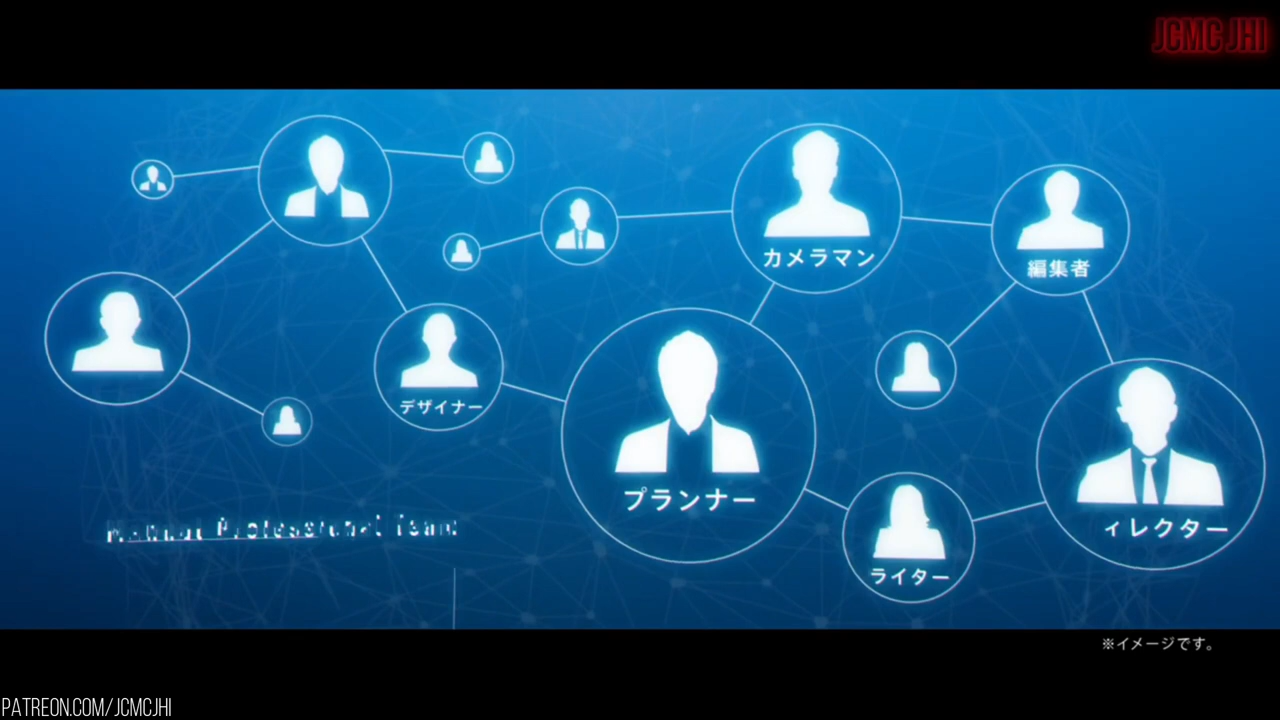 JCMC JHI
カメラマン
編集者
デザイナー
プランナー
ィレクター
ライター
Professional Team
※イメージです。
PATREON.COM/JCMCJHI